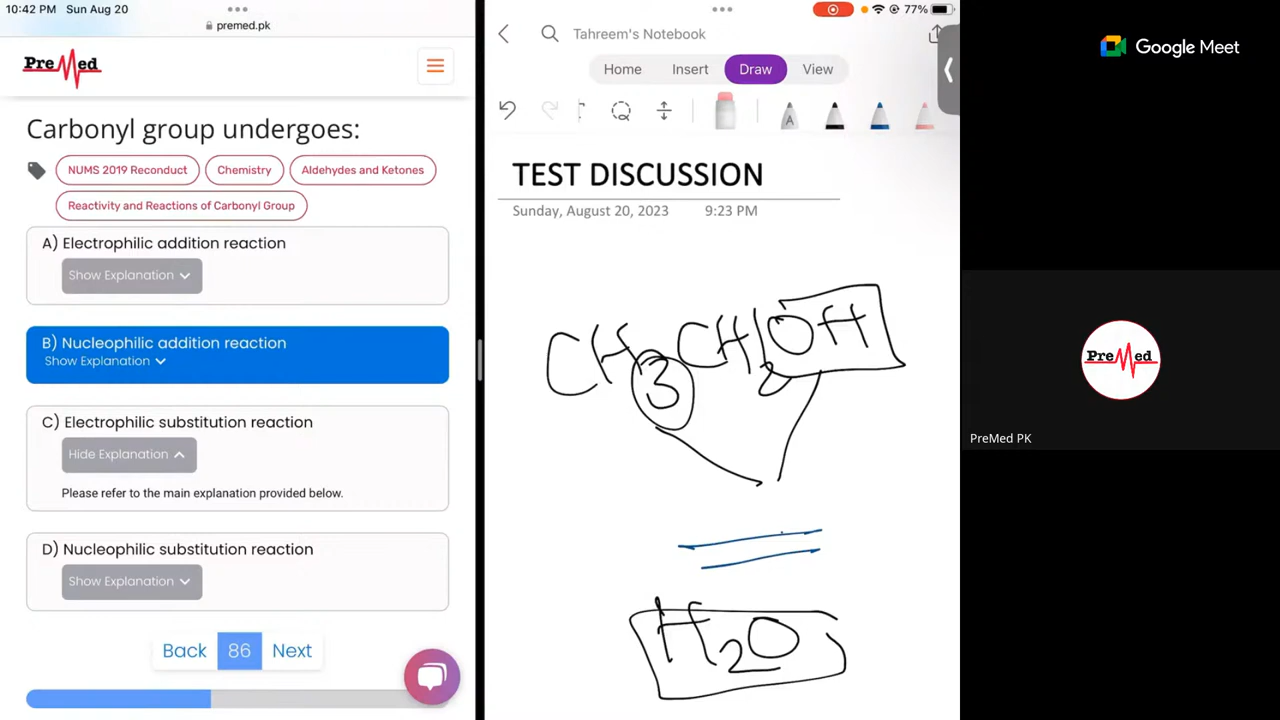 10:42 PM Sun Aug 20
premed.pk
PreMed
Carbonyl group undergoes:
NUMS 2019 Reconduct
Chemistry
Aldehydes and Ketones
Reactivity and Reactions of Carbonyl Group
A) Electrophilic addition reaction
Show Explanation
B) Nucleophilic addition reaction
Show Explanation
C) Electrophilic substitution reaction
Hide Explanation
Please refer to the main explanation provided below.
D) Nucleophilic substitution reaction
Show Explanation
Back 86 Next
77%
Tahreem's Notebook
Home Insert Draw View
A
TEST DISCUSSION
Sunday, August 20, 2023 9:23 PM
CH3CH2OH
H2O
Google Meet
PreMed
PreMed PK